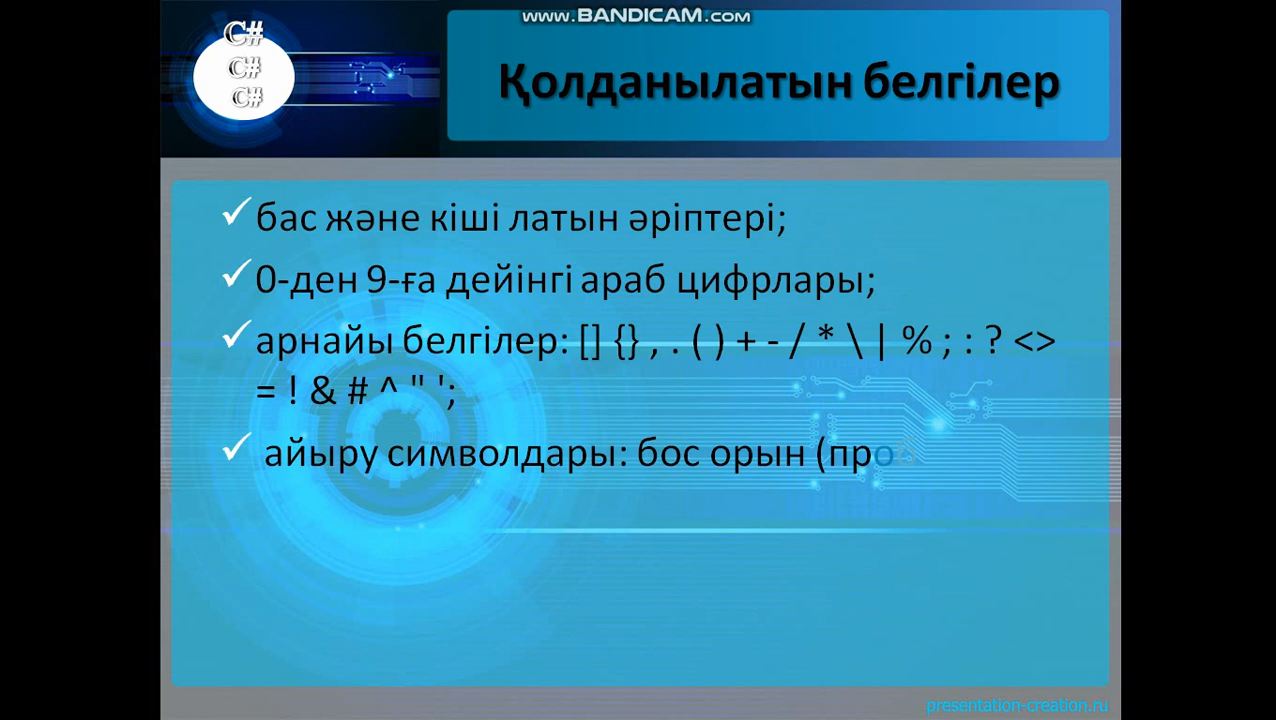 www.BANDICAM.com
C#
C#
C#
Қолданылатын белгілер
бас және кіші латын әріптері;
0-ден 9-ға дейінгі араб цифрлары;
арнайы белгілер: [] {} , . ( ) + - / * \ | % ; : ? <>
= ! & # ^ " ';
айыру символдары: бос орын (проб
presentation-creation.ru